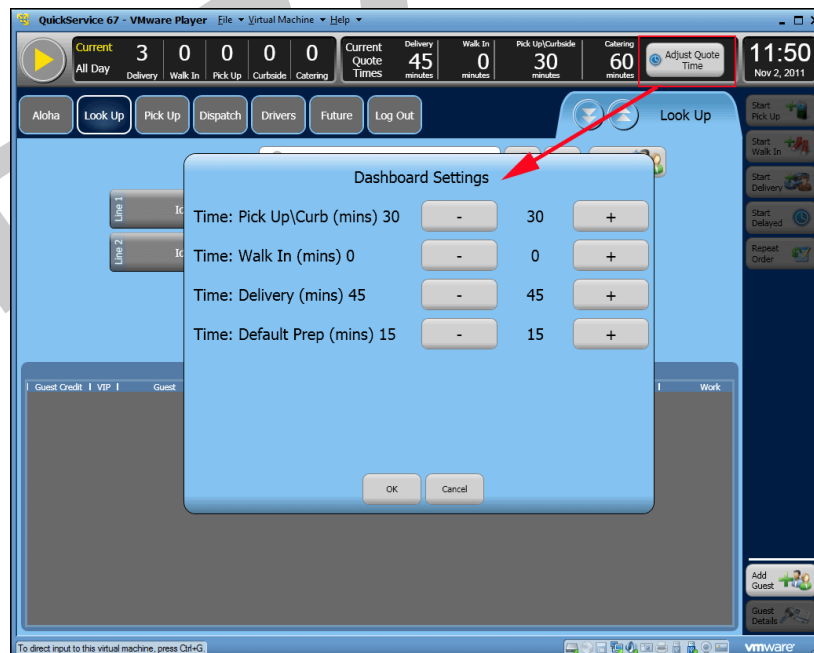 QuickService 67 - VMware Player File Virtual Machine Help
Current
All Day
3 0 0 0 0
Delivery Walk In Pick Up Curbside Catering
Current
Quote
Times
Delivery
45
minutes
Walk In
0
minutes
Pick Up\Curbside
30
minutes
Catering
60
minutes
Adjust Quote
Time
11:50
Nov 2, 2011
Aloha Look Up Pick Up Dispatch Drivers Future Log Out
Look Up
Start
Pick Up
Start
Walk In
Start
Delivery
Start
Delayed
Repeat
Order
Line 1
Line 2
Dashboard Settings
Time: Pick Up\Curb (mins) 30 - 30 +
Time: Walk In (mins) 0 - 0 +
Time: Delivery (mins) 45 - 45 +
Time: Default Prep (mins) 15 - 15 +
OK Cancel
Guest Credit VIP Guest Work
Add
Guest
Guest
Details
To direct input to this virtual machine, press Ctrl+G.
vmware